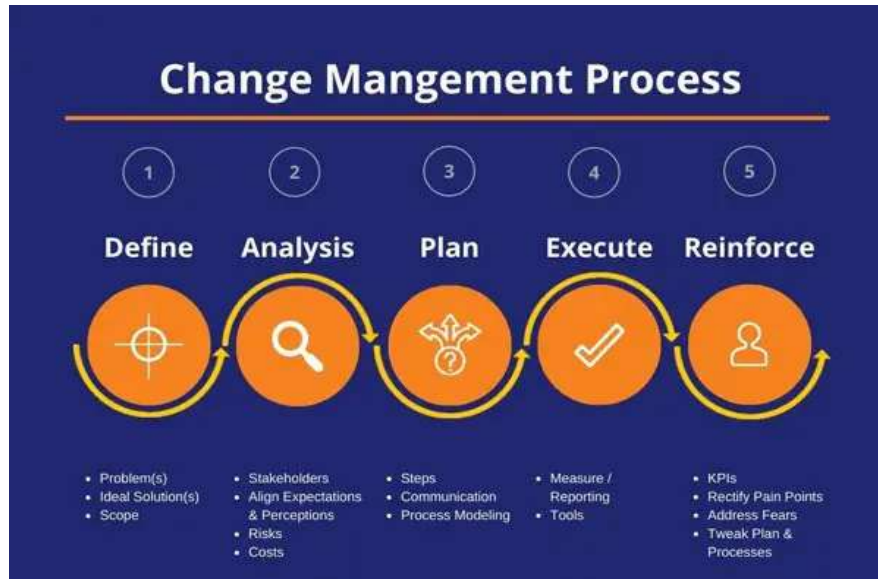 Change Mangement Process
1
2
3
4
5
Define
Analysis
Plan
Execute
Reinforce
?
• Problem(s)
• Ideal Solution(s)
• Scope
• Stakeholders
• Align Expectations
& Perceptions
• Risks
• Costs
• Steps
• Communication
• Process Modeling
• Measure /
Reporting
• Tools
• KPIs
• Rectify Pain Points
• Address Fears
• Tweak Plan &
Processes